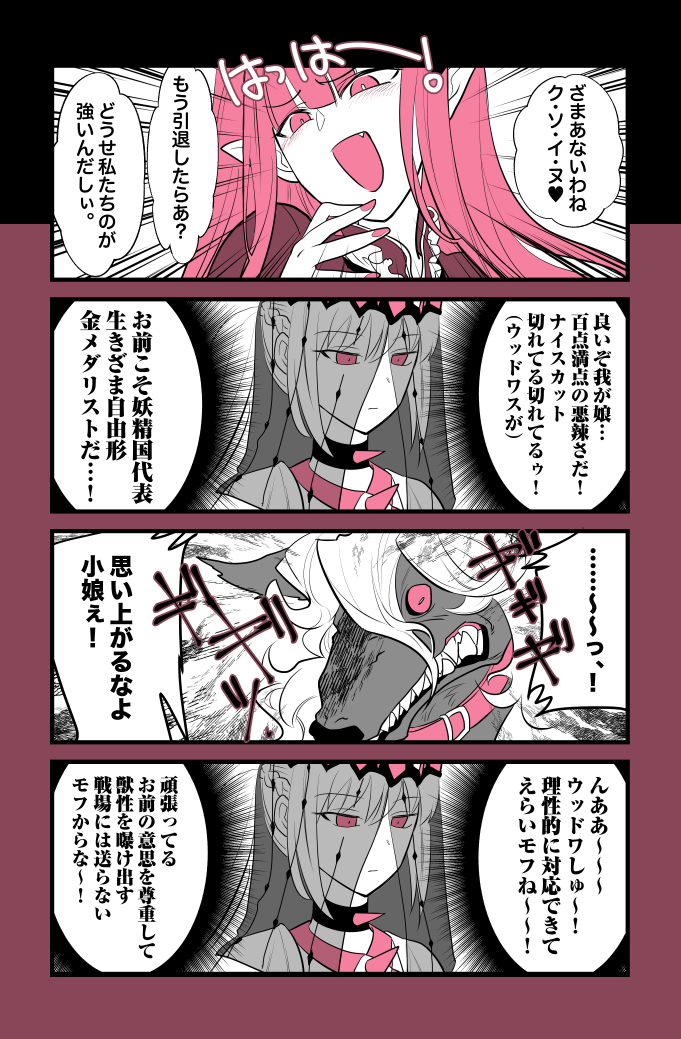 はっはーー！
ざまあないわね
ク・ソ・イ・ヌ♥
もう引退したらあ？
どうせ私たちのが
強いんだしぃ。
良いぞ我が娘…
百点満点の悪辣さだ！
ナイスカット
切れてる切れてるゥ！
（ウッドワスが）
お前こそ妖精国代表
生きざま自由形
金メダリストだ…！
……～～っ、！
ギギギギ
ギギギ
思い上がるなよ
小娘ぇ！
んああ～～～
ウッドワしゅ～！
理性的に対応できて
えらいモフね～～！
頑張ってる
お前の意思を尊重して
獣性を曝け出す
戦場には送らない
モフからな～！